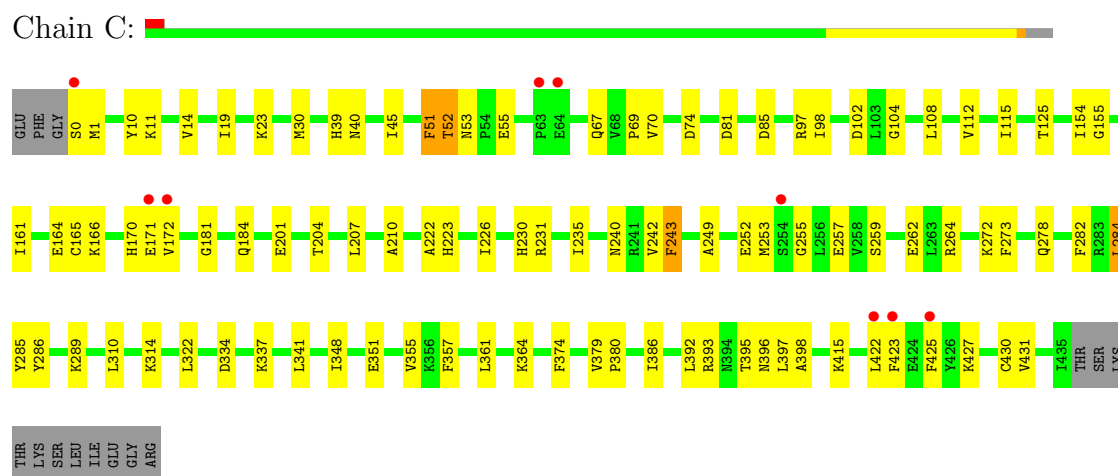 Chain C:
GLU PHE GLY S0 M1 Y10 K11 V14 I19 K23 M30 H39 N40 I45 F51 T52 N53 P54 E55 P63 E64 Q67 V68 P69 V70 D74 D81 D85 R97 I98 D102 L103 G104 L108 V112 I115 T125 I154 G155
I161 E164 C165 K166 H170 E171 V172 G181 Q184 E201 T204 L207 A210 A222 H223 I226 H230 R231 I235 N240 R241 V242 F243 A249 E252 M253 S254 G255 L256 E257 V258 S259 E262 L263 R264 K272 F273 Q278 F282 R283
Y285 Y286 K289 L310 K314 L322 D334 K337 L341 I348 E351 V355 K356 F357 L361 K364 F374 V379 P380 I386 L392 R393 N394 T395 N396 L397 A398 K415 L422 F423 E424 F425 Y426 K427 C430 V431 I435 THR SER LYS
THR LYS SER LEU ILE GLU GLY ARG